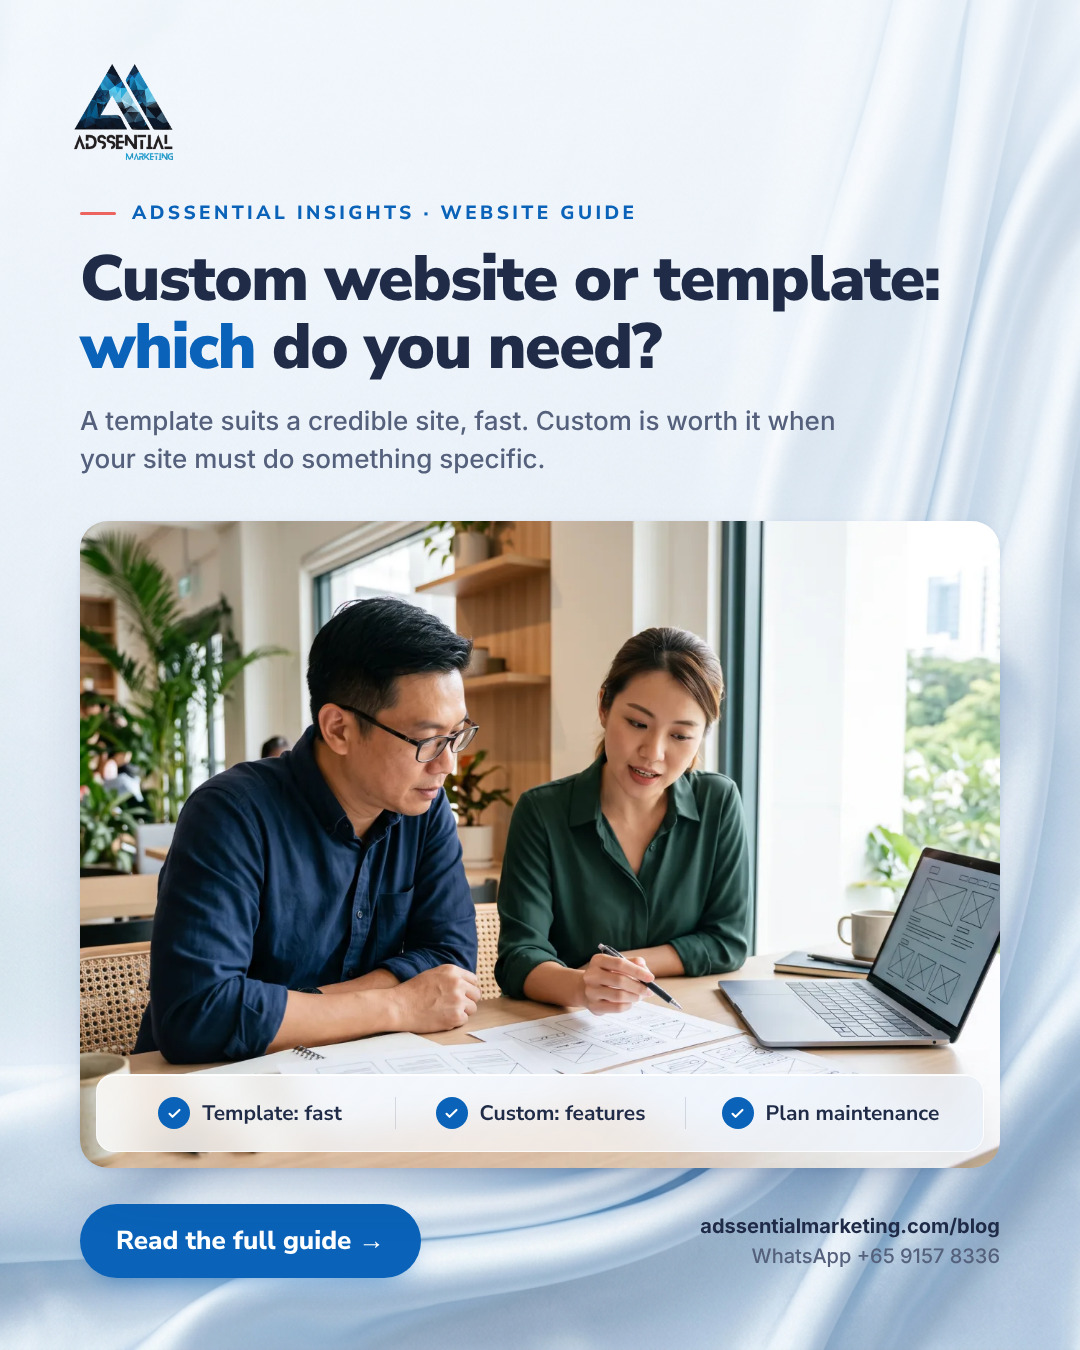 ADSSENTIAL
MARKETING
ADSSENTIAL INSIGHTS · WEBSITE GUIDE
Custom website or template:
which do you need?
A template suits a credible site, fast. Custom is worth it when
your site must do something specific.
Template: fast
Custom: features
Plan maintenance
Read the full guide →
adssentialmarketing.com/blog
WhatsApp +65 9157 8336